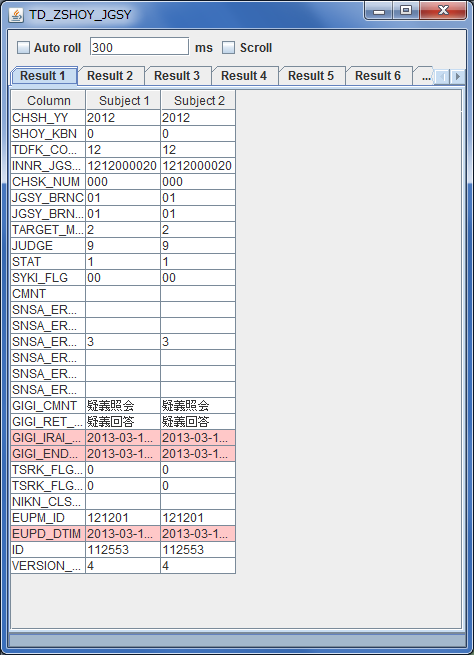 TD_ZSHOY_JGSY
Auto roll 300 ms Scroll
Result 1 Result 2 Result 3 Result 4 Result 5 Result 6 ...
Column Subject 1 Subject 2
CHSH_YY 2012 2012
SHOY_KBN 0 0
TDFK_CO... 12 12
INNR_JGS... 1212000020 1212000020
CHSK_NUM 000 000
JGSY_BRNC 01 01
JGSY_BRN... 01 01
TARGET_M... 2 2
JUDGE 9 9
STAT 1 1
SYKI_FLG 00 00
CMNT
SNSA_ER...
SNSA_ER...
SNSA_ER... 3 3
SNSA_ER...
SNSA_ER...
SNSA_ER...
GIGI_CMNT 疑義照会 疑義照会
GIGI_RET_... 疑義回答 疑義回答
GIGI_IRAI_... 2013-03-1... 2013-03-1...
GIGI_END... 2013-03-1... 2013-03-1...
TSRK_FLG... 0 0
TSRK_FLG... 0 0
NIKN_CLS...
EUPM_ID 121201 121201
EUPD_DTIM 2013-03-1... 2013-03-1...
ID 112553 112553
VERSION_... 4 4